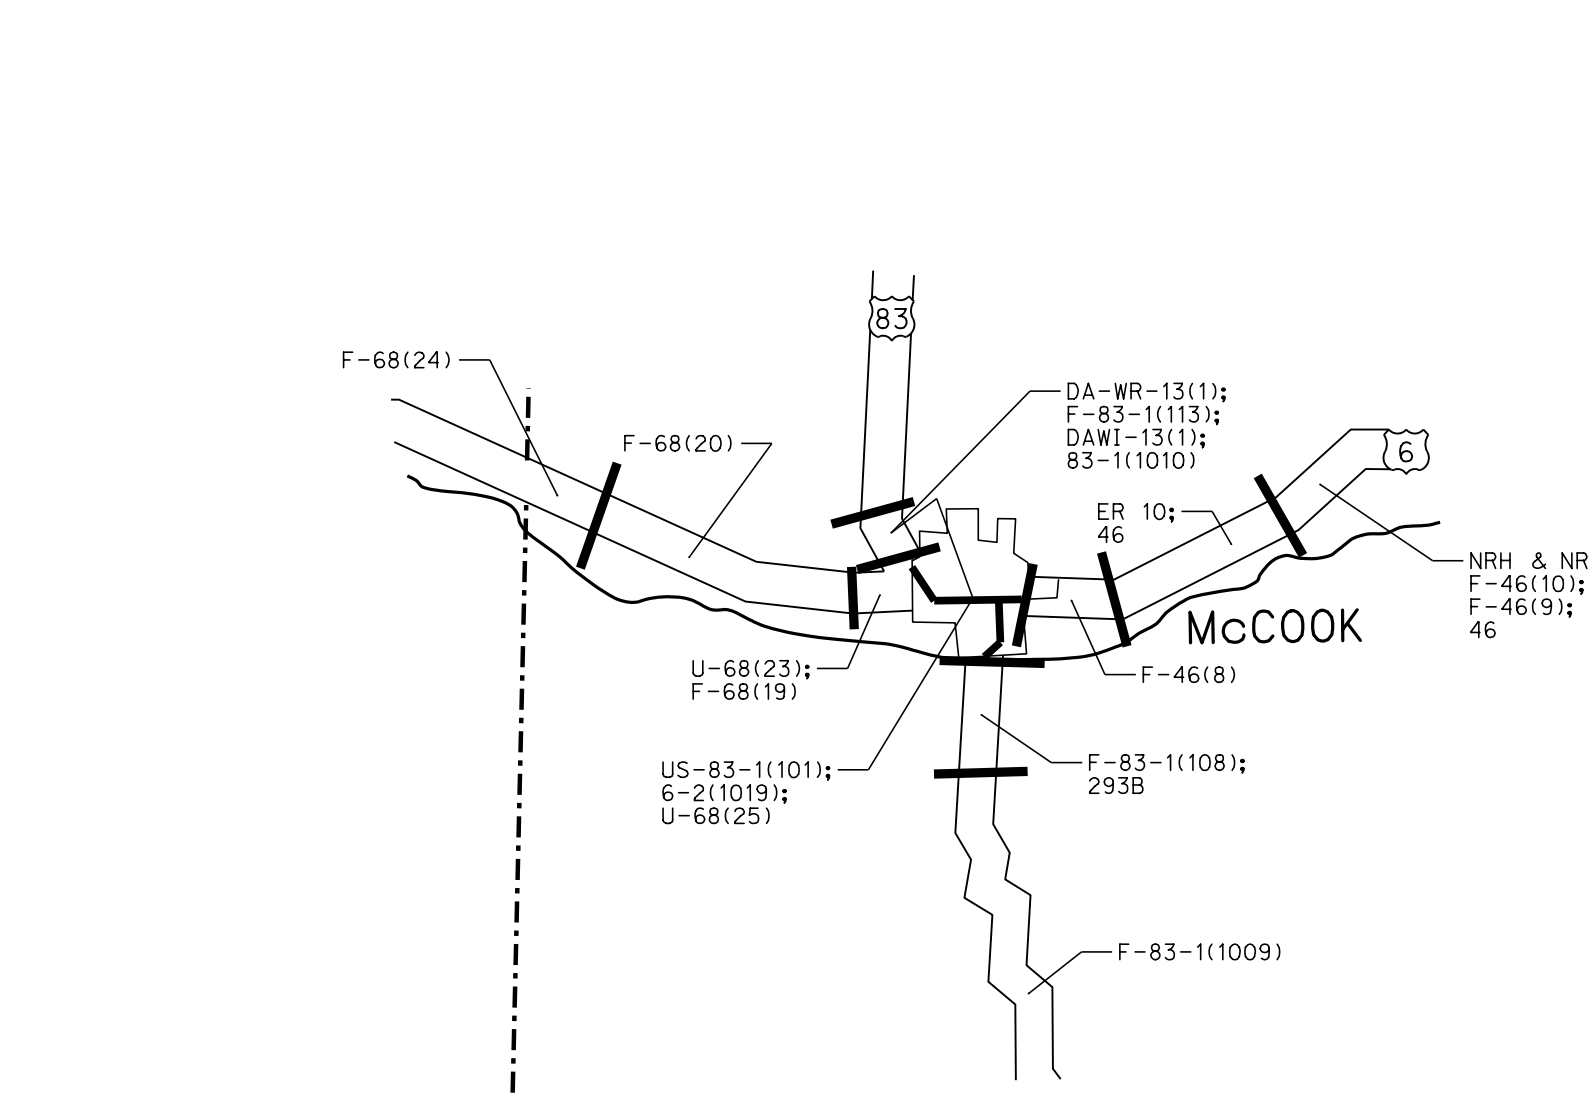 83
F-68(24)
F-68(20)
DA-WR-13(1);
F-83-1(113);
DAWI-13(1);
83-1(1010)
6
ER 10;
46
NRH & NR
F-46(10);
F-46(9);
46
McCOOK
U-68(23);
F-68(19)
F-46(8)
US-83-1(101);
6-2(1019);
U-68(25)
F-83-1(108);
293B
F-83-1(1009)